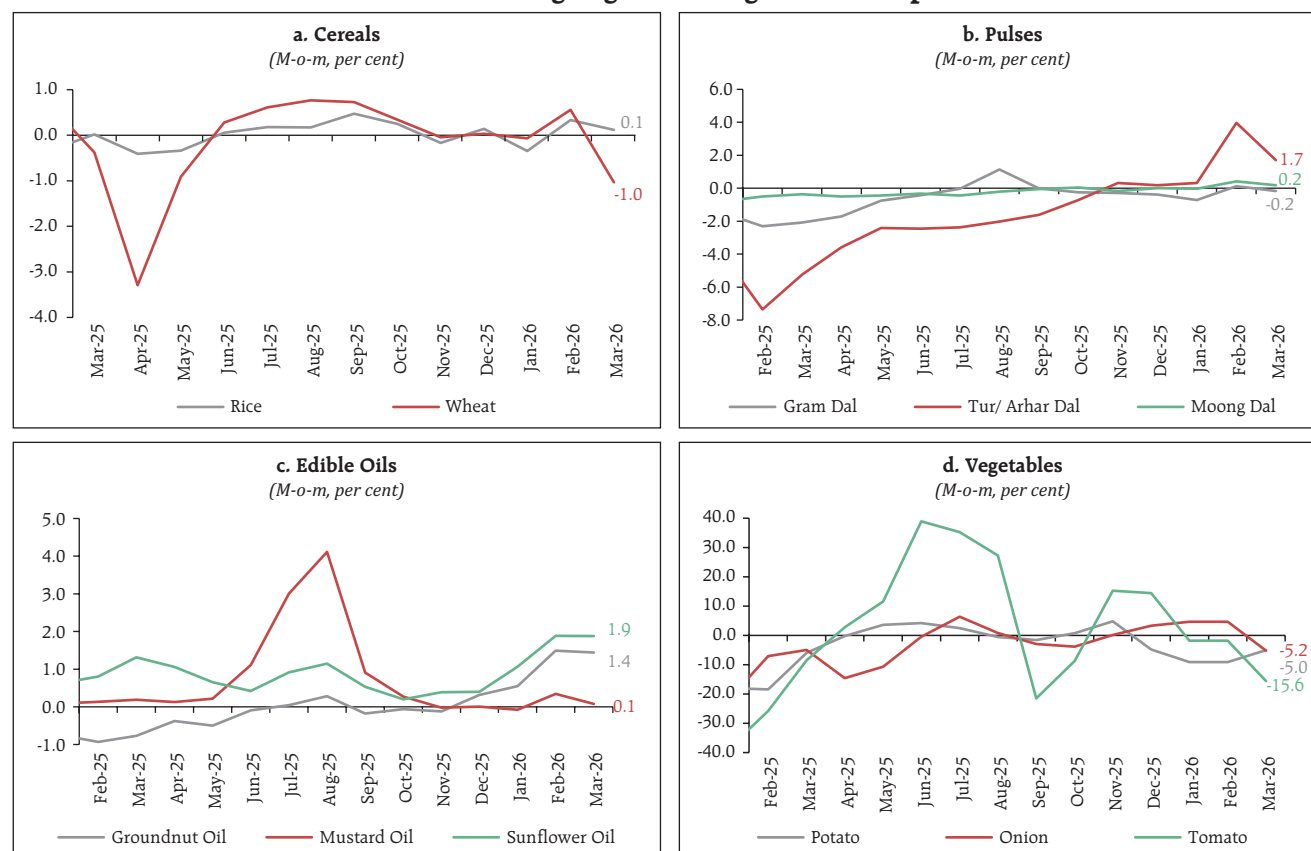 a. Cereals
(M-o-m, per cent)
1.0
0.0
-1.0
-2.0
-3.0
-4.0
0.1
-1.0
Mar-25
Apr-25
May-25
Jun-25
Jul-25
Aug-25
Sep-25
Oct-25
Nov-25
Dec-25
Jan-26
Feb-26
Mar-26
Rice Wheat
b. Pulses
(M-o-m, per cent)
6.0
4.0
2.0
0.0
-2.0
-4.0
-6.0
-8.0
1.7
0.2
-0.2
Feb-25
Mar-25
Apr-25
May-25
Jun-25
Jul-25
Aug-25
Sep-25
Oct-25
Nov-25
Dec-25
Jan-26
Feb-26
Mar-26
Gram Dal Tur/ Arhar Dal Moong Dal
c. Edible Oils
(M-o-m, per cent)
5.0
4.0
3.0
2.0
1.0
0.0
-1.0
1.9
1.4
0.1
Feb-25
Mar-25
Apr-25
May-25
Jun-25
Jul-25
Aug-25
Sep-25
Oct-25
Nov-25
Dec-25
Jan-26
Feb-26
Mar-26
Groundnut Oil Mustard Oil Sunflower Oil
d. Vegetables
(M-o-m, per cent)
40.0
30.0
20.0
10.0
0.0
-10.0
-20.0
-30.0
-40.0
-5.2
-5.0
-15.6
Feb-25
Mar-25
Apr-25
May-25
Jun-25
Jul-25
Aug-25
Sep-25
Oct-25
Nov-25
Dec-25
Jan-26
Feb-26
Mar-26
Potato Onion Tomato